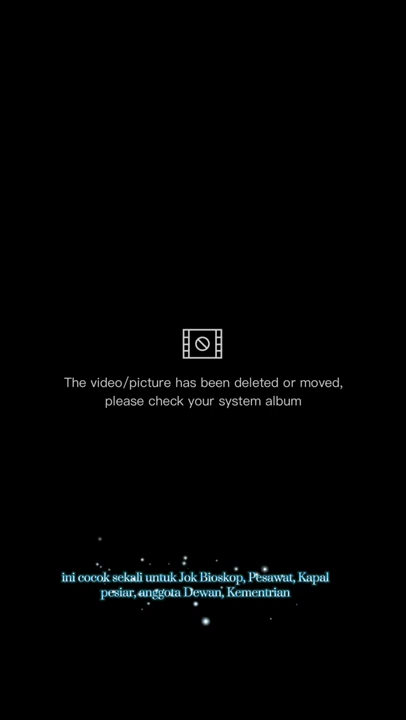 The video/picture has been deleted or moved,
please check your system album
ini cocok sekali untuk Jok Bioskop, Pesawat, Kapal
pesiar, anggota Dewan, Kementrian